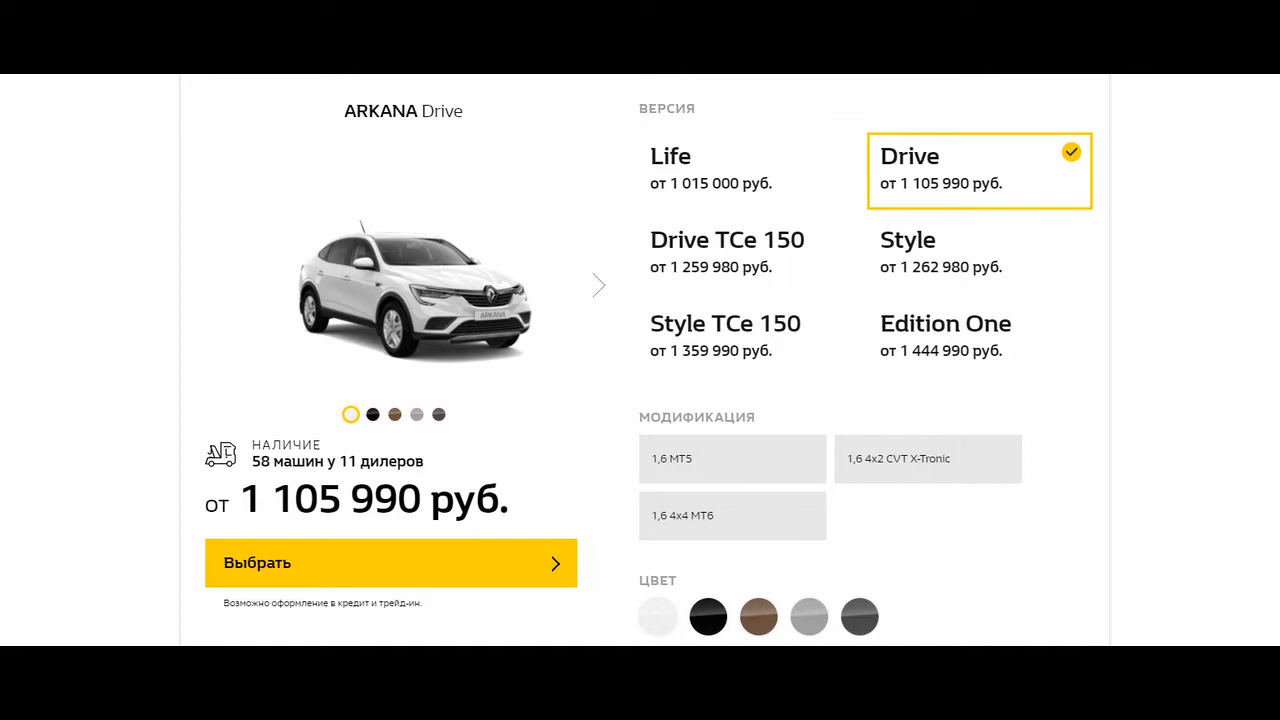 ARKANA Drive
ARKANA
НАЛИЧИЕ
58 машин у 11 дилеров
от 1 105 990 руб.
Выбрать
Возможно оформление в кредит и трейд-ин.
ВЕРСИЯ
Life
от 1 015 000 руб.
Drive
от 1 105 990 руб.
Drive TCe 150
от 1 259 980 руб.
Style
от 1 262 980 руб.
Style TCe 150
от 1 359 990 руб.
Edition One
от 1 444 990 руб.
МОДИФИКАЦИЯ
1,6 MT5
1,6 4x2 CVT X-Tronic
1,6 4x4 MT6
ЦВЕТ